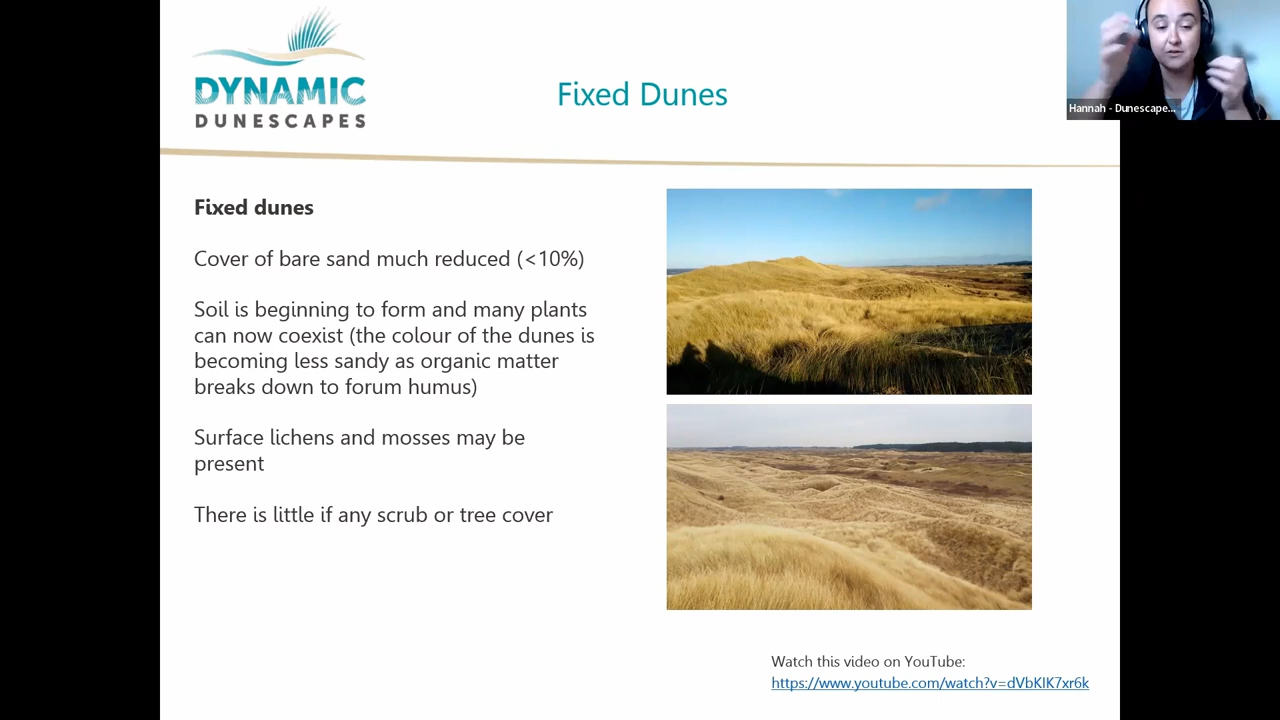 DYNAMIC
DUNESCAPES
Fixed Dunes
Hannah - Dunescape...
Fixed dunes
Cover of bare sand much reduced (<10%)
Soil is beginning to form and many plants
can now coexist (the colour of the dunes is
becoming less sandy as organic matter
breaks down to forum humus)
Surface lichens and mosses may be
present
There is little if any scrub or tree cover
Watch this video on YouTube:
https://www.youtube.com/watch?v=dVbKlK7xr6k